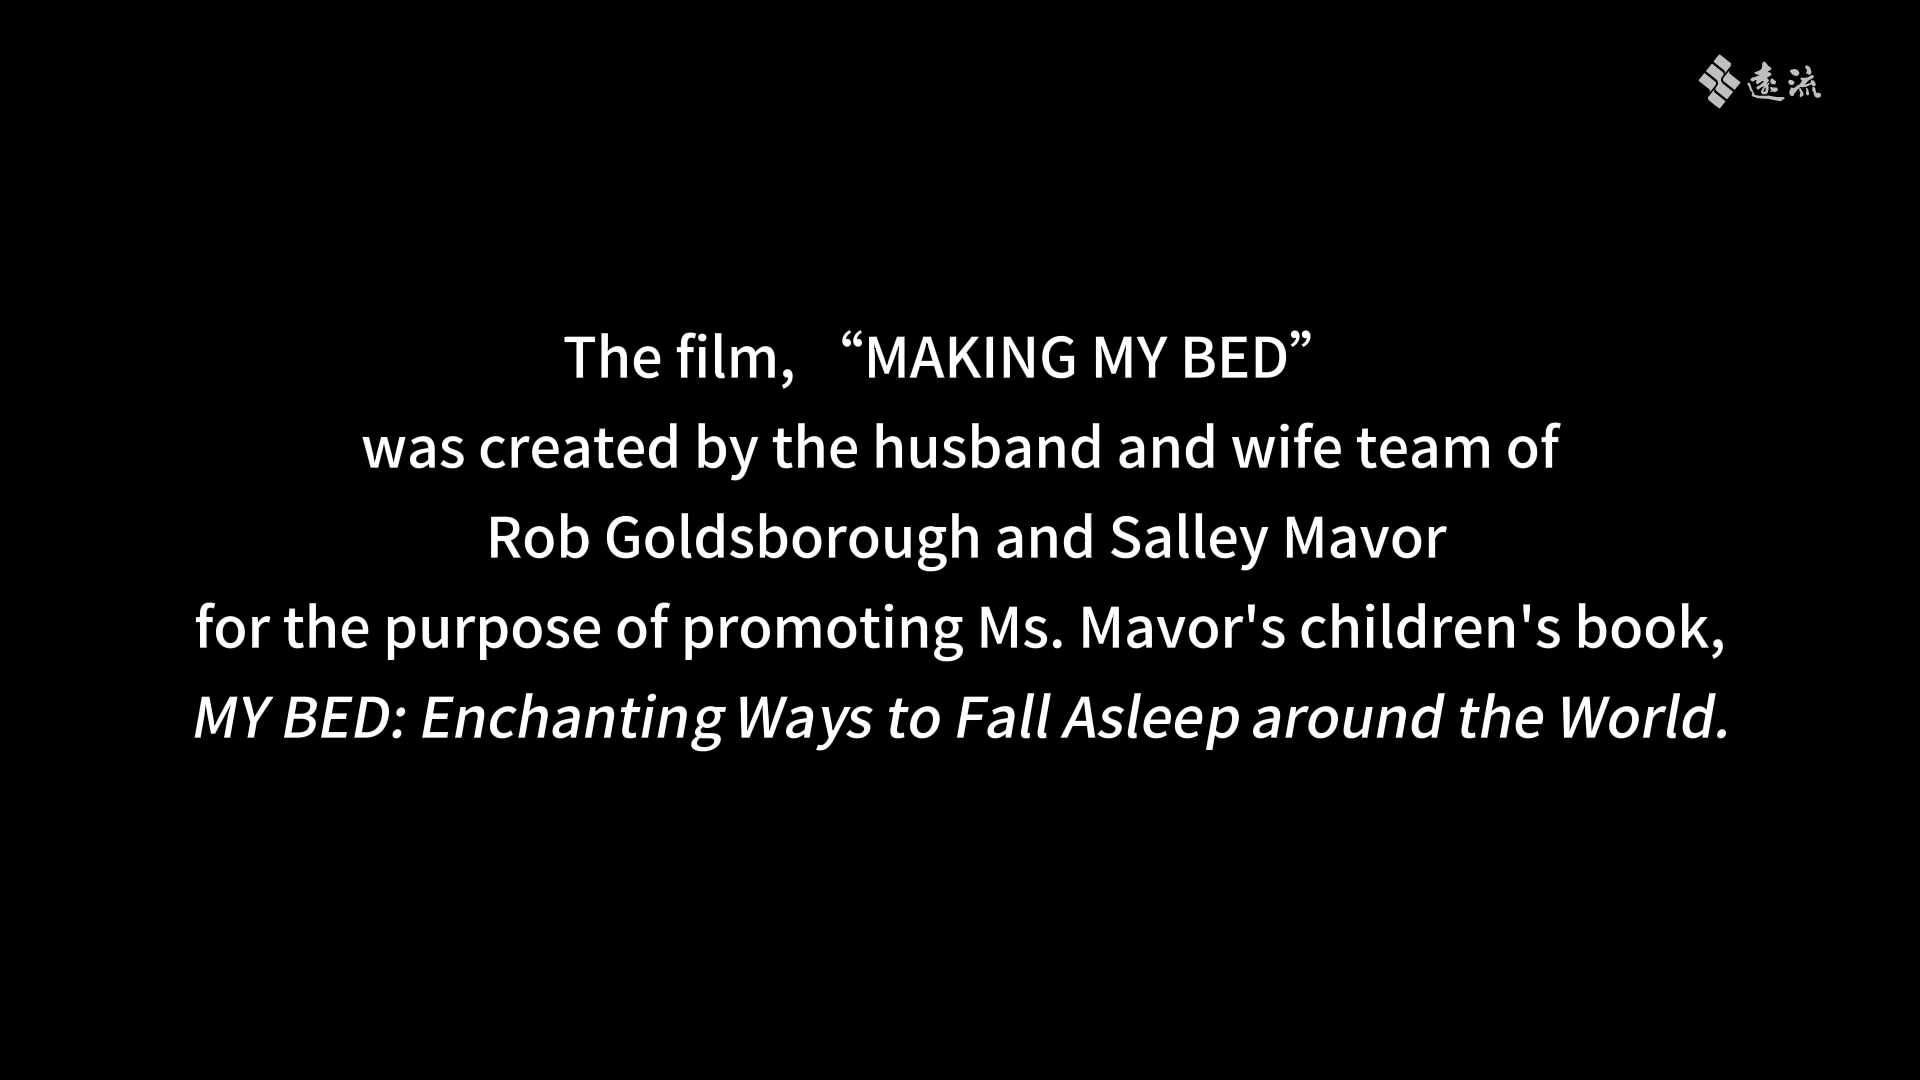 遠流
The film, “MAKING MY BED”
was created by the husband and wife team of
Rob Goldsborough and Salley Mavor
for the purpose of promoting Ms. Mavor's children's book,
MY BED: Enchanting Ways to Fall Asleep around the World.